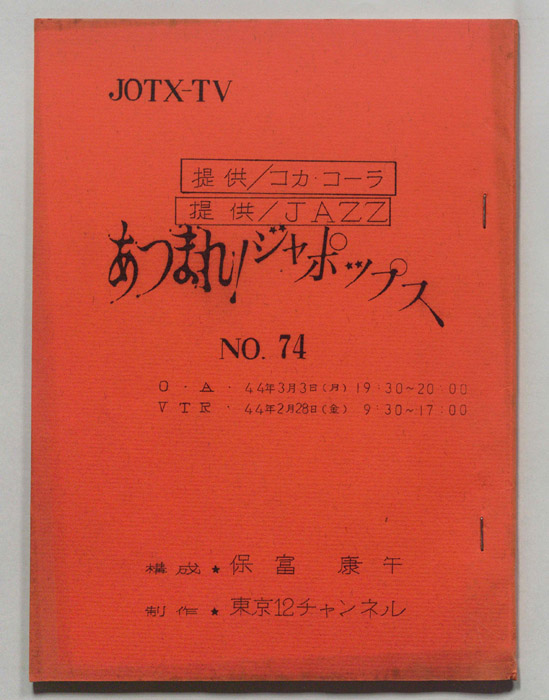 JOTX-TV
提供/コカ·コーラ
提供/JAZZ
あつまれ!ジャポップス
NO. 74
O·A· 44年3月3日(月) 19:30~20:00
VTR· 44年2月28日(金) 9:30~17:00
構成★保富康午
制作★東京12チャンネル